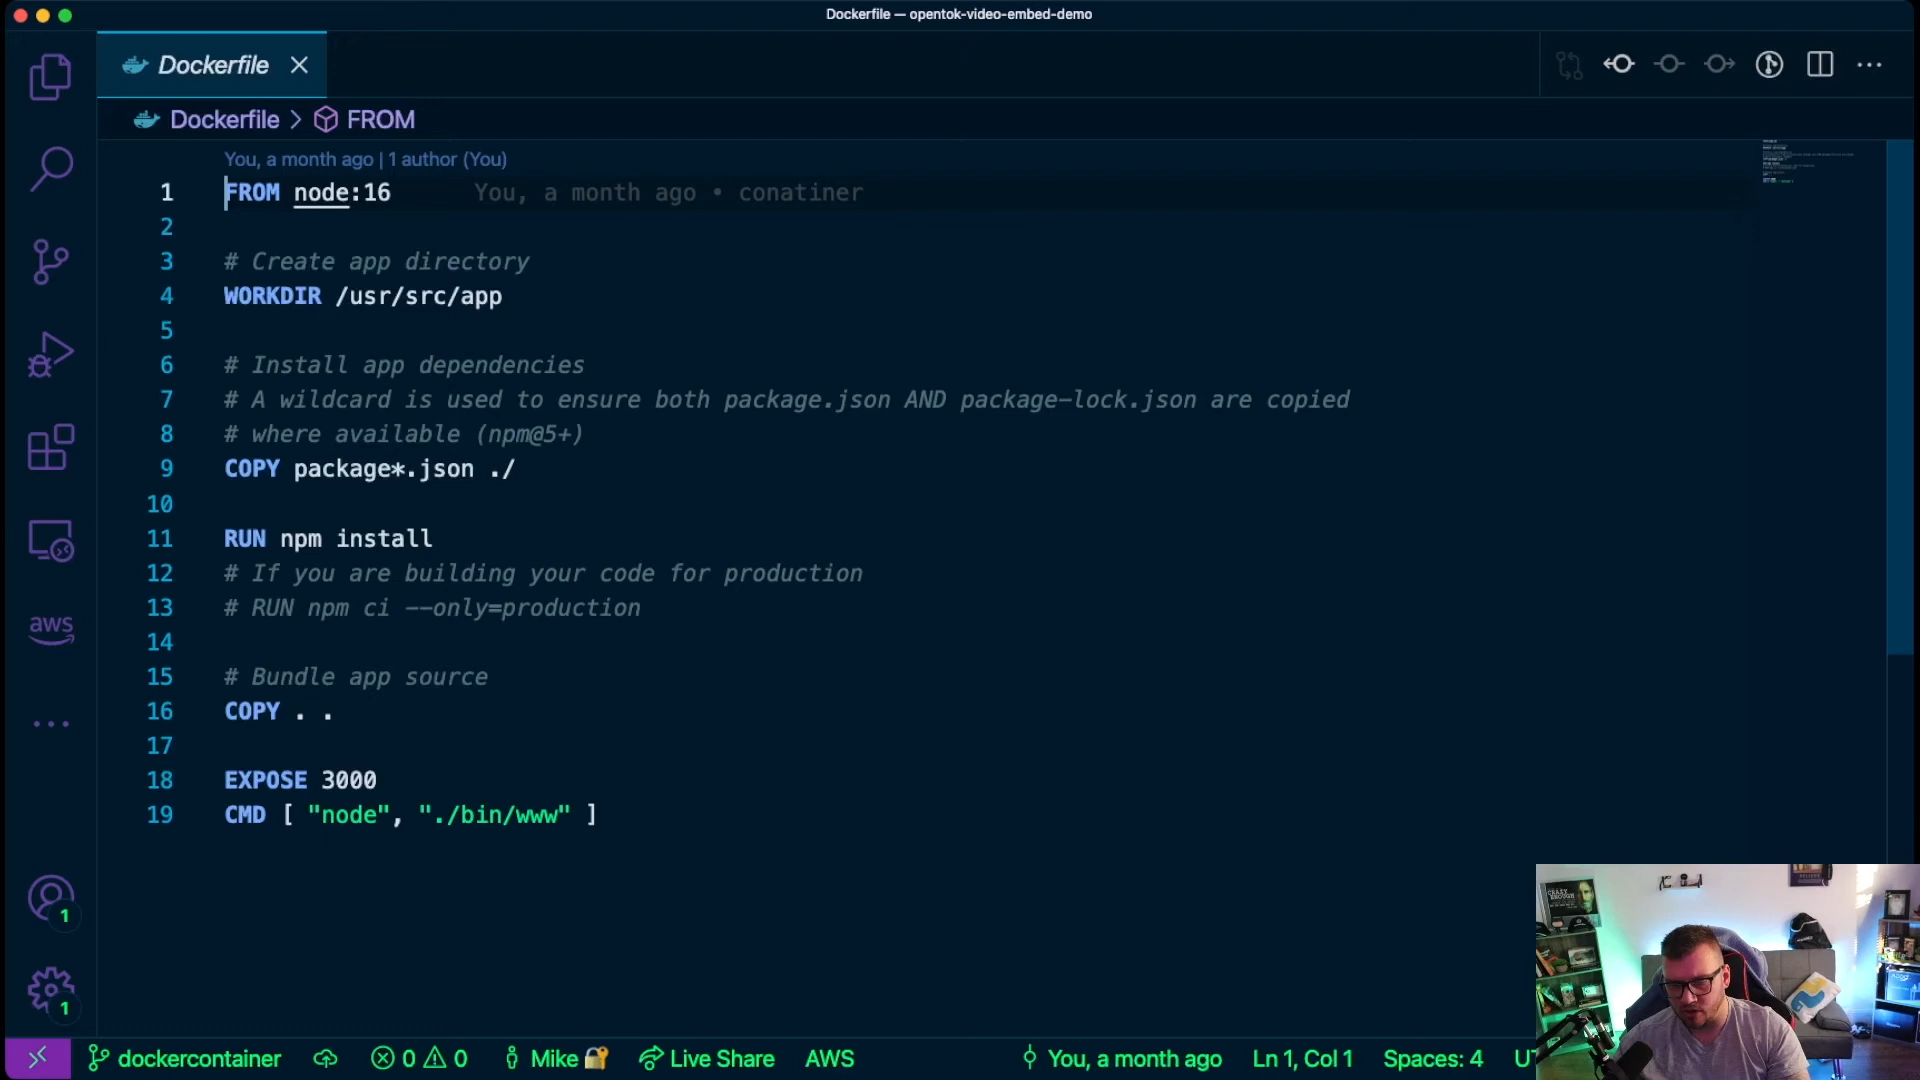 Dockerfile — opentok-video-embed-demo
Dockerfile
Dockerfile > FROM
You, a month ago | 1 author (You)
1 FROM node:16 You, a month ago • conatiner
2
3 # Create app directory
4 WORKDIR /usr/src/app
5
6 # Install app dependencies
7 # A wildcard is used to ensure both package.json AND package-lock.json are copied
8 # where available (npm@5+)
9 COPY package*.json ./
10
11 RUN npm install
12 # If you are building your code for production
13 # RUN npm ci --only=production
14
15 # Bundle app source
16 COPY . .
17
18 EXPOSE 3000
19 CMD [ "node", "./bin/www" ]
aws
1
1
dockercontainer 0 0 Mike 🔐 Live Share AWS You, a month ago Ln 1, Col 1 Spaces: 4